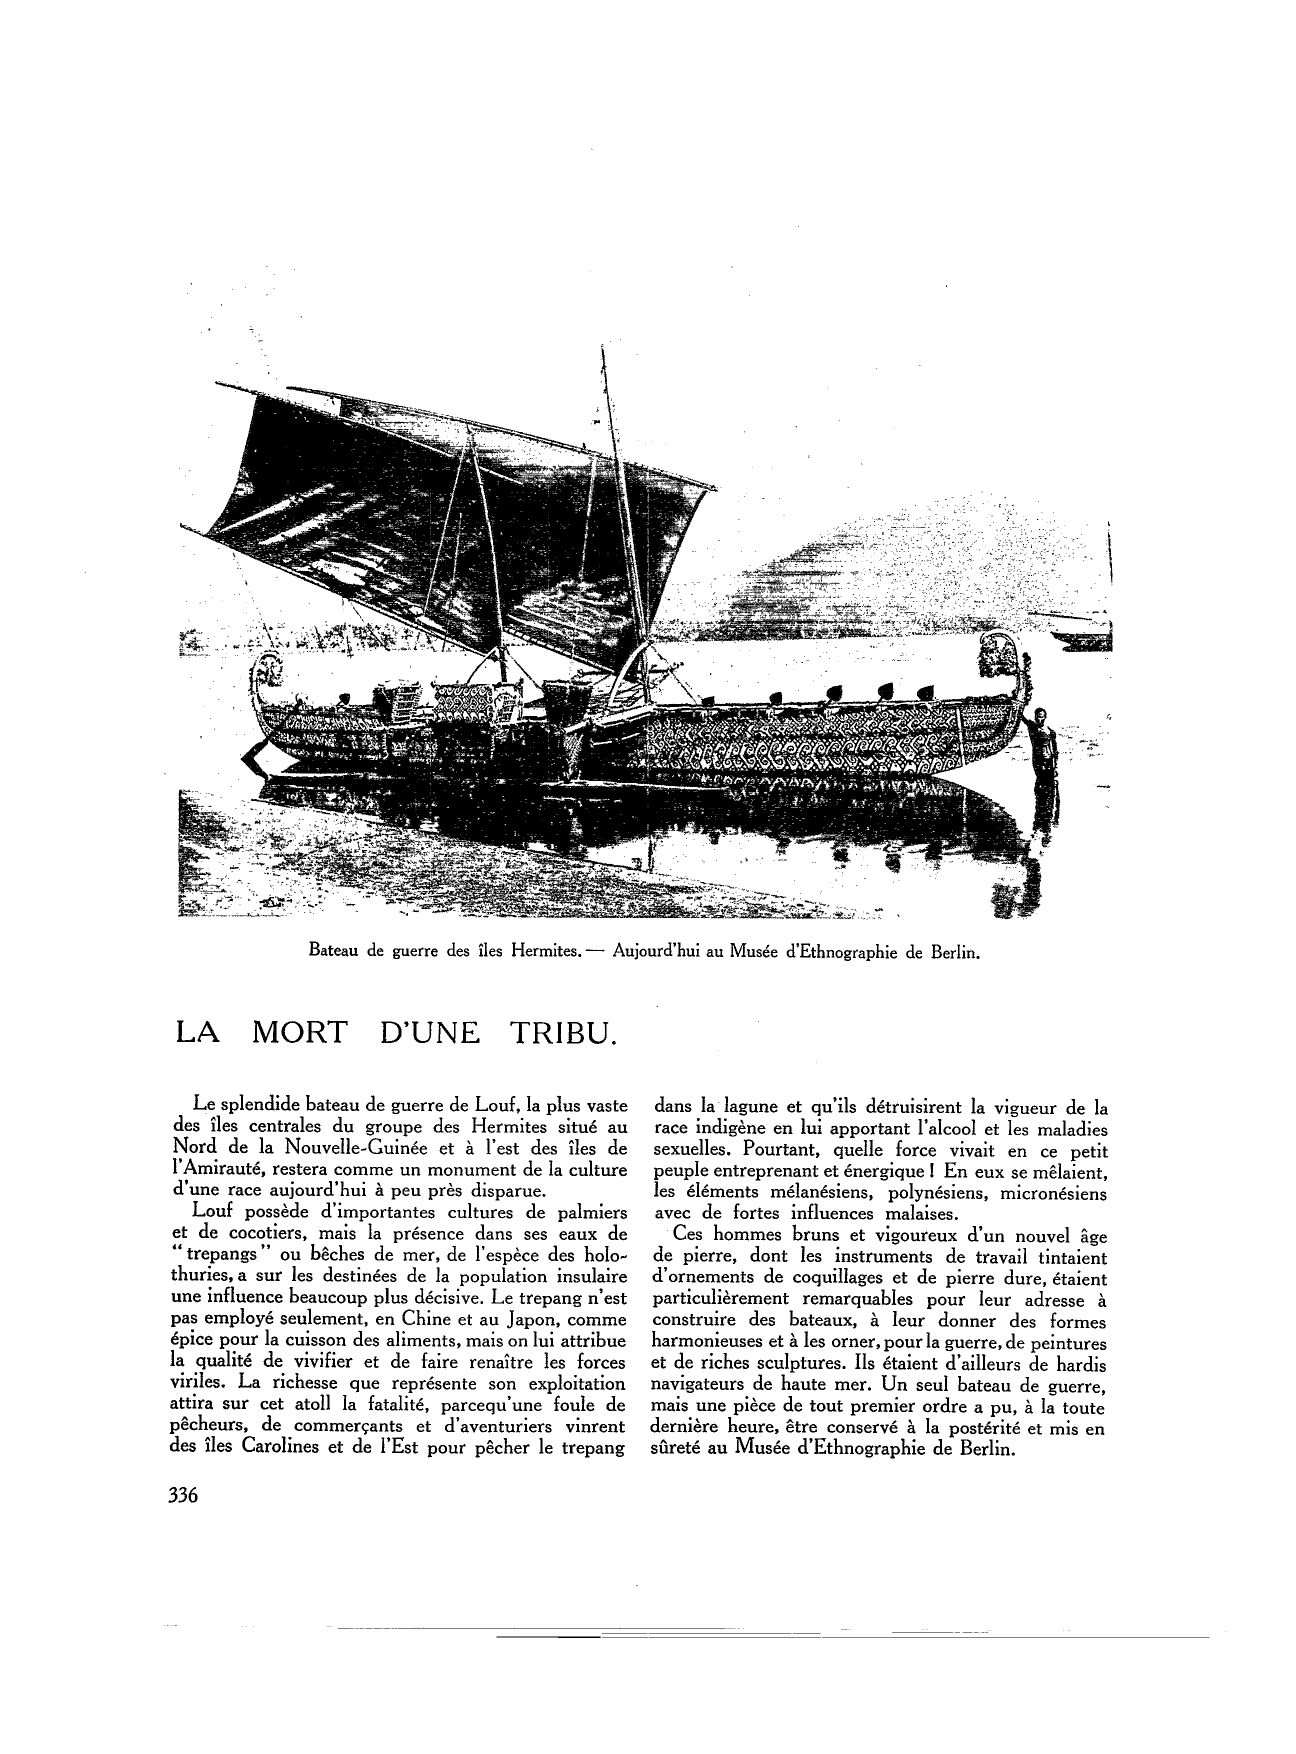 Bateau de guerre des îles Hermites. — Aujourd'hui au Musée d'Ethnographie de Berlin.
LA MORT D'UNE TRIBU.
Le splendide bateau de guerre de Louf, la plus vaste
des îles centrales du groupe des Hermites situé au
Nord de la Nouvelle-Guinée et à l'est des îles de
l'Amirauté, restera comme un monument de la culture
d'une race aujourd'hui à peu près disparue.
Louf possède d'importantes cultures de palmiers
et de cocotiers, mais la présence dans ses eaux de
“trepangs” ou bêches de mer, de l'espèce des holo-
thuries, a sur les destinées de la population insulaire
une influence beaucoup plus décisive. Le trepang n'est
pas employé seulement, en Chine et au Japon, comme
épice pour la cuisson des aliments, mais on lui attribue
la qualité de vivifier et de faire renaître les forces
viriles. La richesse que représente son exploitation
attira sur cet atoll la fatalité, parcequ'une foule de
pêcheurs, de commerçants et d'aventuriers vinrent
des îles Carolines et de l'Est pour pêcher le trepang
dans la lagune et qu'ils détruisirent la vigueur de la
race indigène en lui apportant l'alcool et les maladies
sexuelles. Pourtant, quelle force vivait en ce petit
peuple entreprenant et énergique ! En eux se mêlaient,
les éléments mélanésiens, polynésiens, micronésiens
avec de fortes influences malaises.
Ces hommes bruns et vigoureux d'un nouvel âge
de pierre, dont les instruments de travail tintaient
d'ornements de coquillages et de pierre dure, étaient
particulièrement remarquables pour leur adresse à
construire des bateaux, à leur donner des formes
harmonieuses et à les orner, pour la guerre, de peintures
et de riches sculptures. Ils étaient d'ailleurs de hardis
navigateurs de haute mer. Un seul bateau de guerre,
mais une pièce de tout premier ordre a pu, à la toute
dernière heure, être conservé à la postérité et mis en
sûreté au Musée d'Ethnographie de Berlin.
336